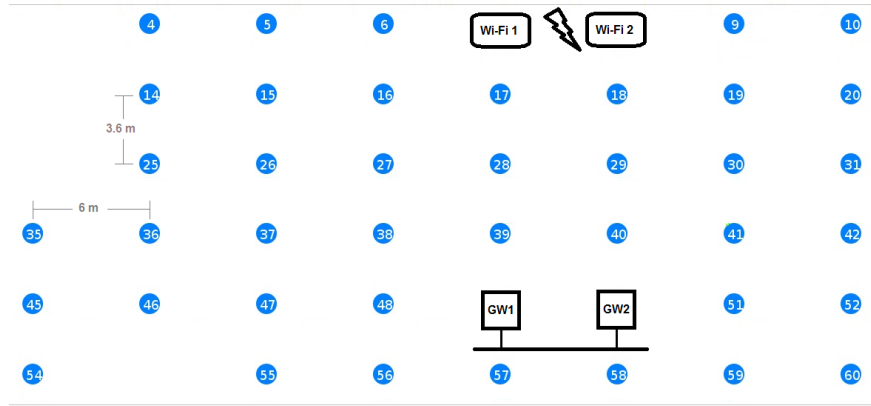 4 5 6 Wi-Fi 1 Wi-Fi 2 9 10
14 15 16 17 18 19 20
3.6 m
25 26 27 28 29 30 31
6 m
35 36 37 38 39 40 41 42
45 46 47 48 GW1 GW2 51 52
54 55 56 57 58 59 60